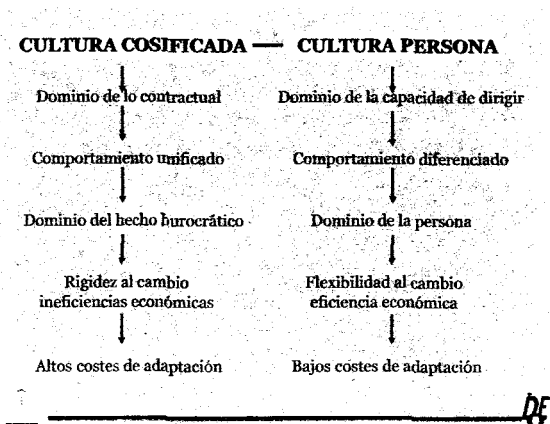 CULTURA COSIFICADA — CULTURA PERSONA
Dominio de lo contractual
Dominio de la capacidad de dirigir
Comportamiento unificado
Comportamiento diferenciado
Dominio del hecho burocrático
Dominio de la persona
Rigidez al cambio
ineficiencias económicas
Flexibilidad al cambio
eficiencia económica
Altos costes de adaptación
Bajos costes de adaptación
DE